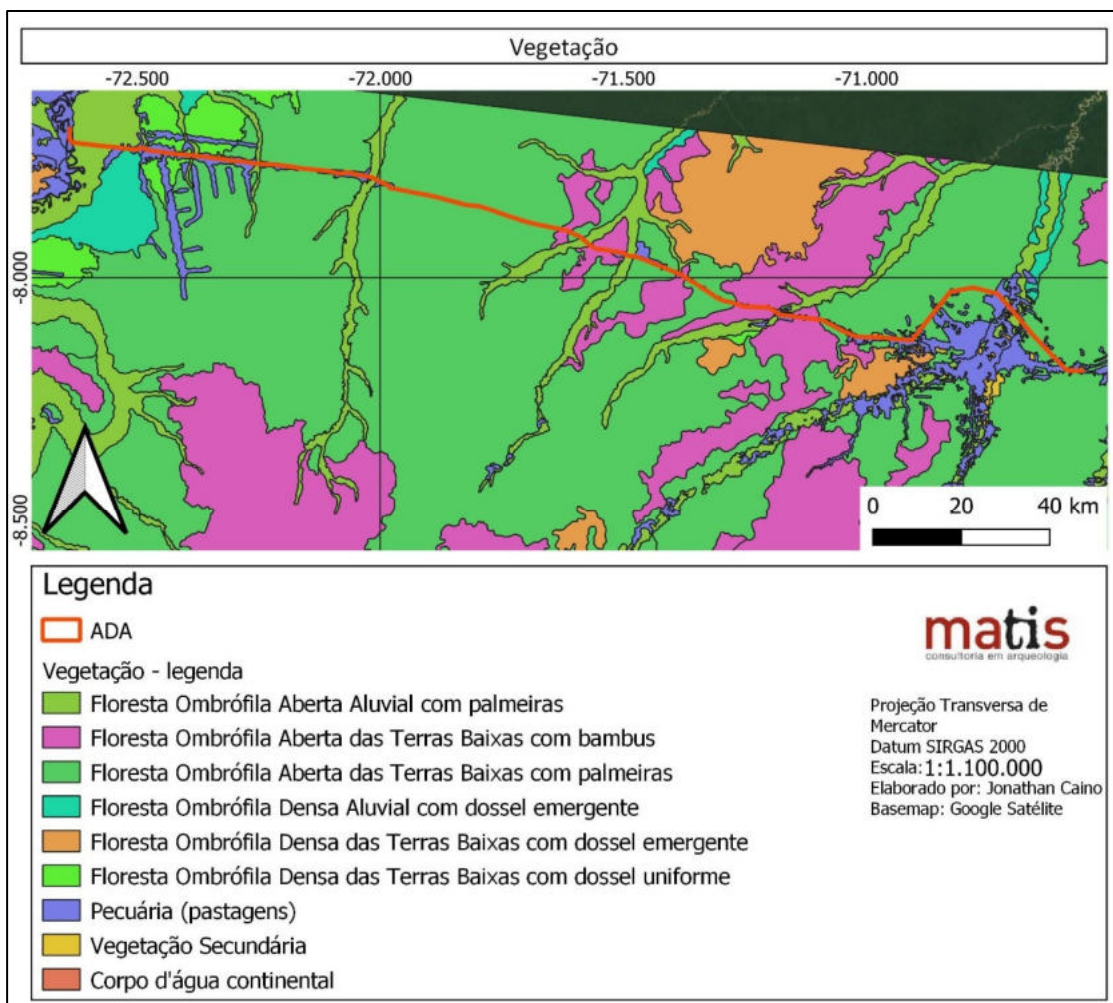 Vegetação
-72.500 -72.000 -71.500 -71.000
-8.000
-8.500
0 20 40 km
Legenda
ADA
Vegetação - legenda
Floresta Ombrófila Aberta Aluvial com palmeiras
Floresta Ombrófila Aberta das Terras Baixas com bambus
Floresta Ombrófila Aberta das Terras Baixas com palmeiras
Floresta Ombrófila Densa Aluvial com dossel emergente
Floresta Ombrófila Densa das Terras Baixas com dossel emergente
Floresta Ombrófila Densa das Terras Baixas com dossel uniforme
Pecuária (pastagens)
Vegetação Secundária
Corpo d'água continental
matis
consultoria em arqueologia
Projeção Transversa de
Mercator
Datum SIRGAS 2000
Escala: 1:1.100.000
Elaborado por: Jonathan Caino
Basemap: Google Satélite